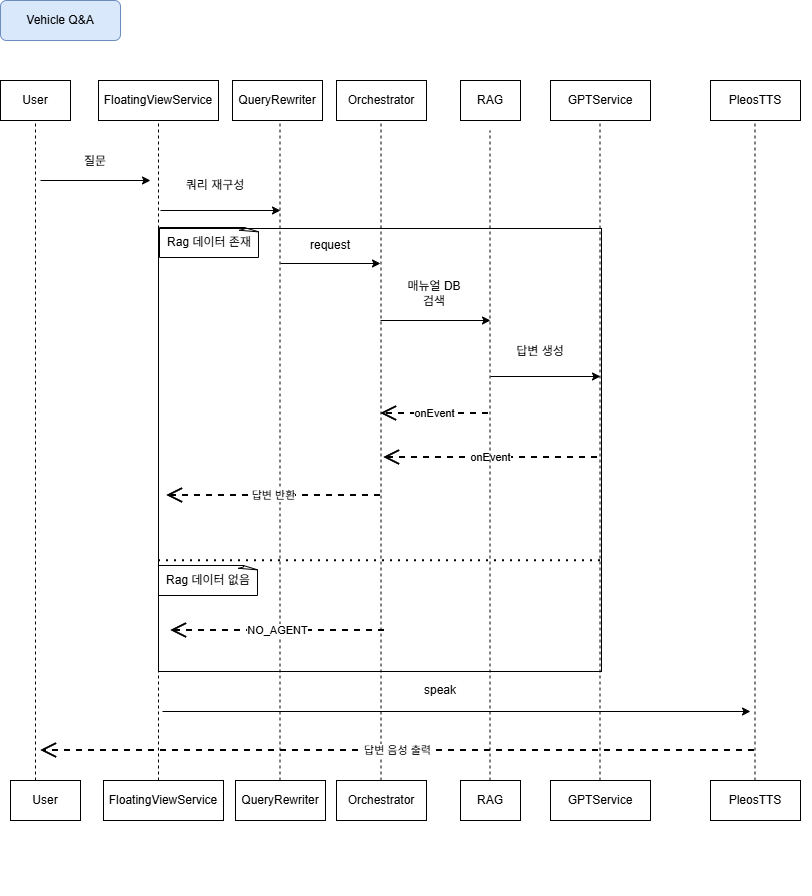 Vehicle Q&A
User
FloatingViewService
QueryRewriter
Orchestrator
RAG
GPTService
PleosTTS
질문
쿼리 재구성
Rag 데이터 존재
request
매뉴얼 DB
검색
답변 생성
onEvent
onEvent
답변 반환
Rag 데이터 없음
NO_AGENT
speak
답변 음성 출력
User
FloatingViewService
QueryRewriter
Orchestrator
RAG
GPTService
PleosTTS